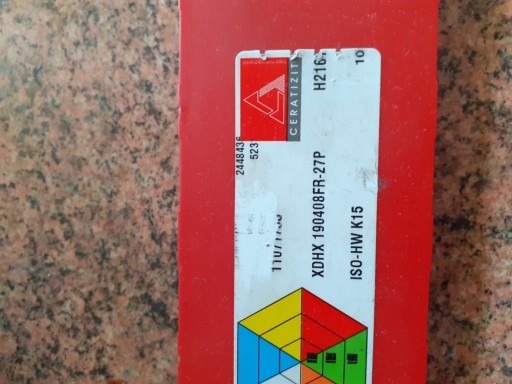 CERATIZIT
2448436
523
XDHX 190408FR-27P
H216
ISO-HW K15
10